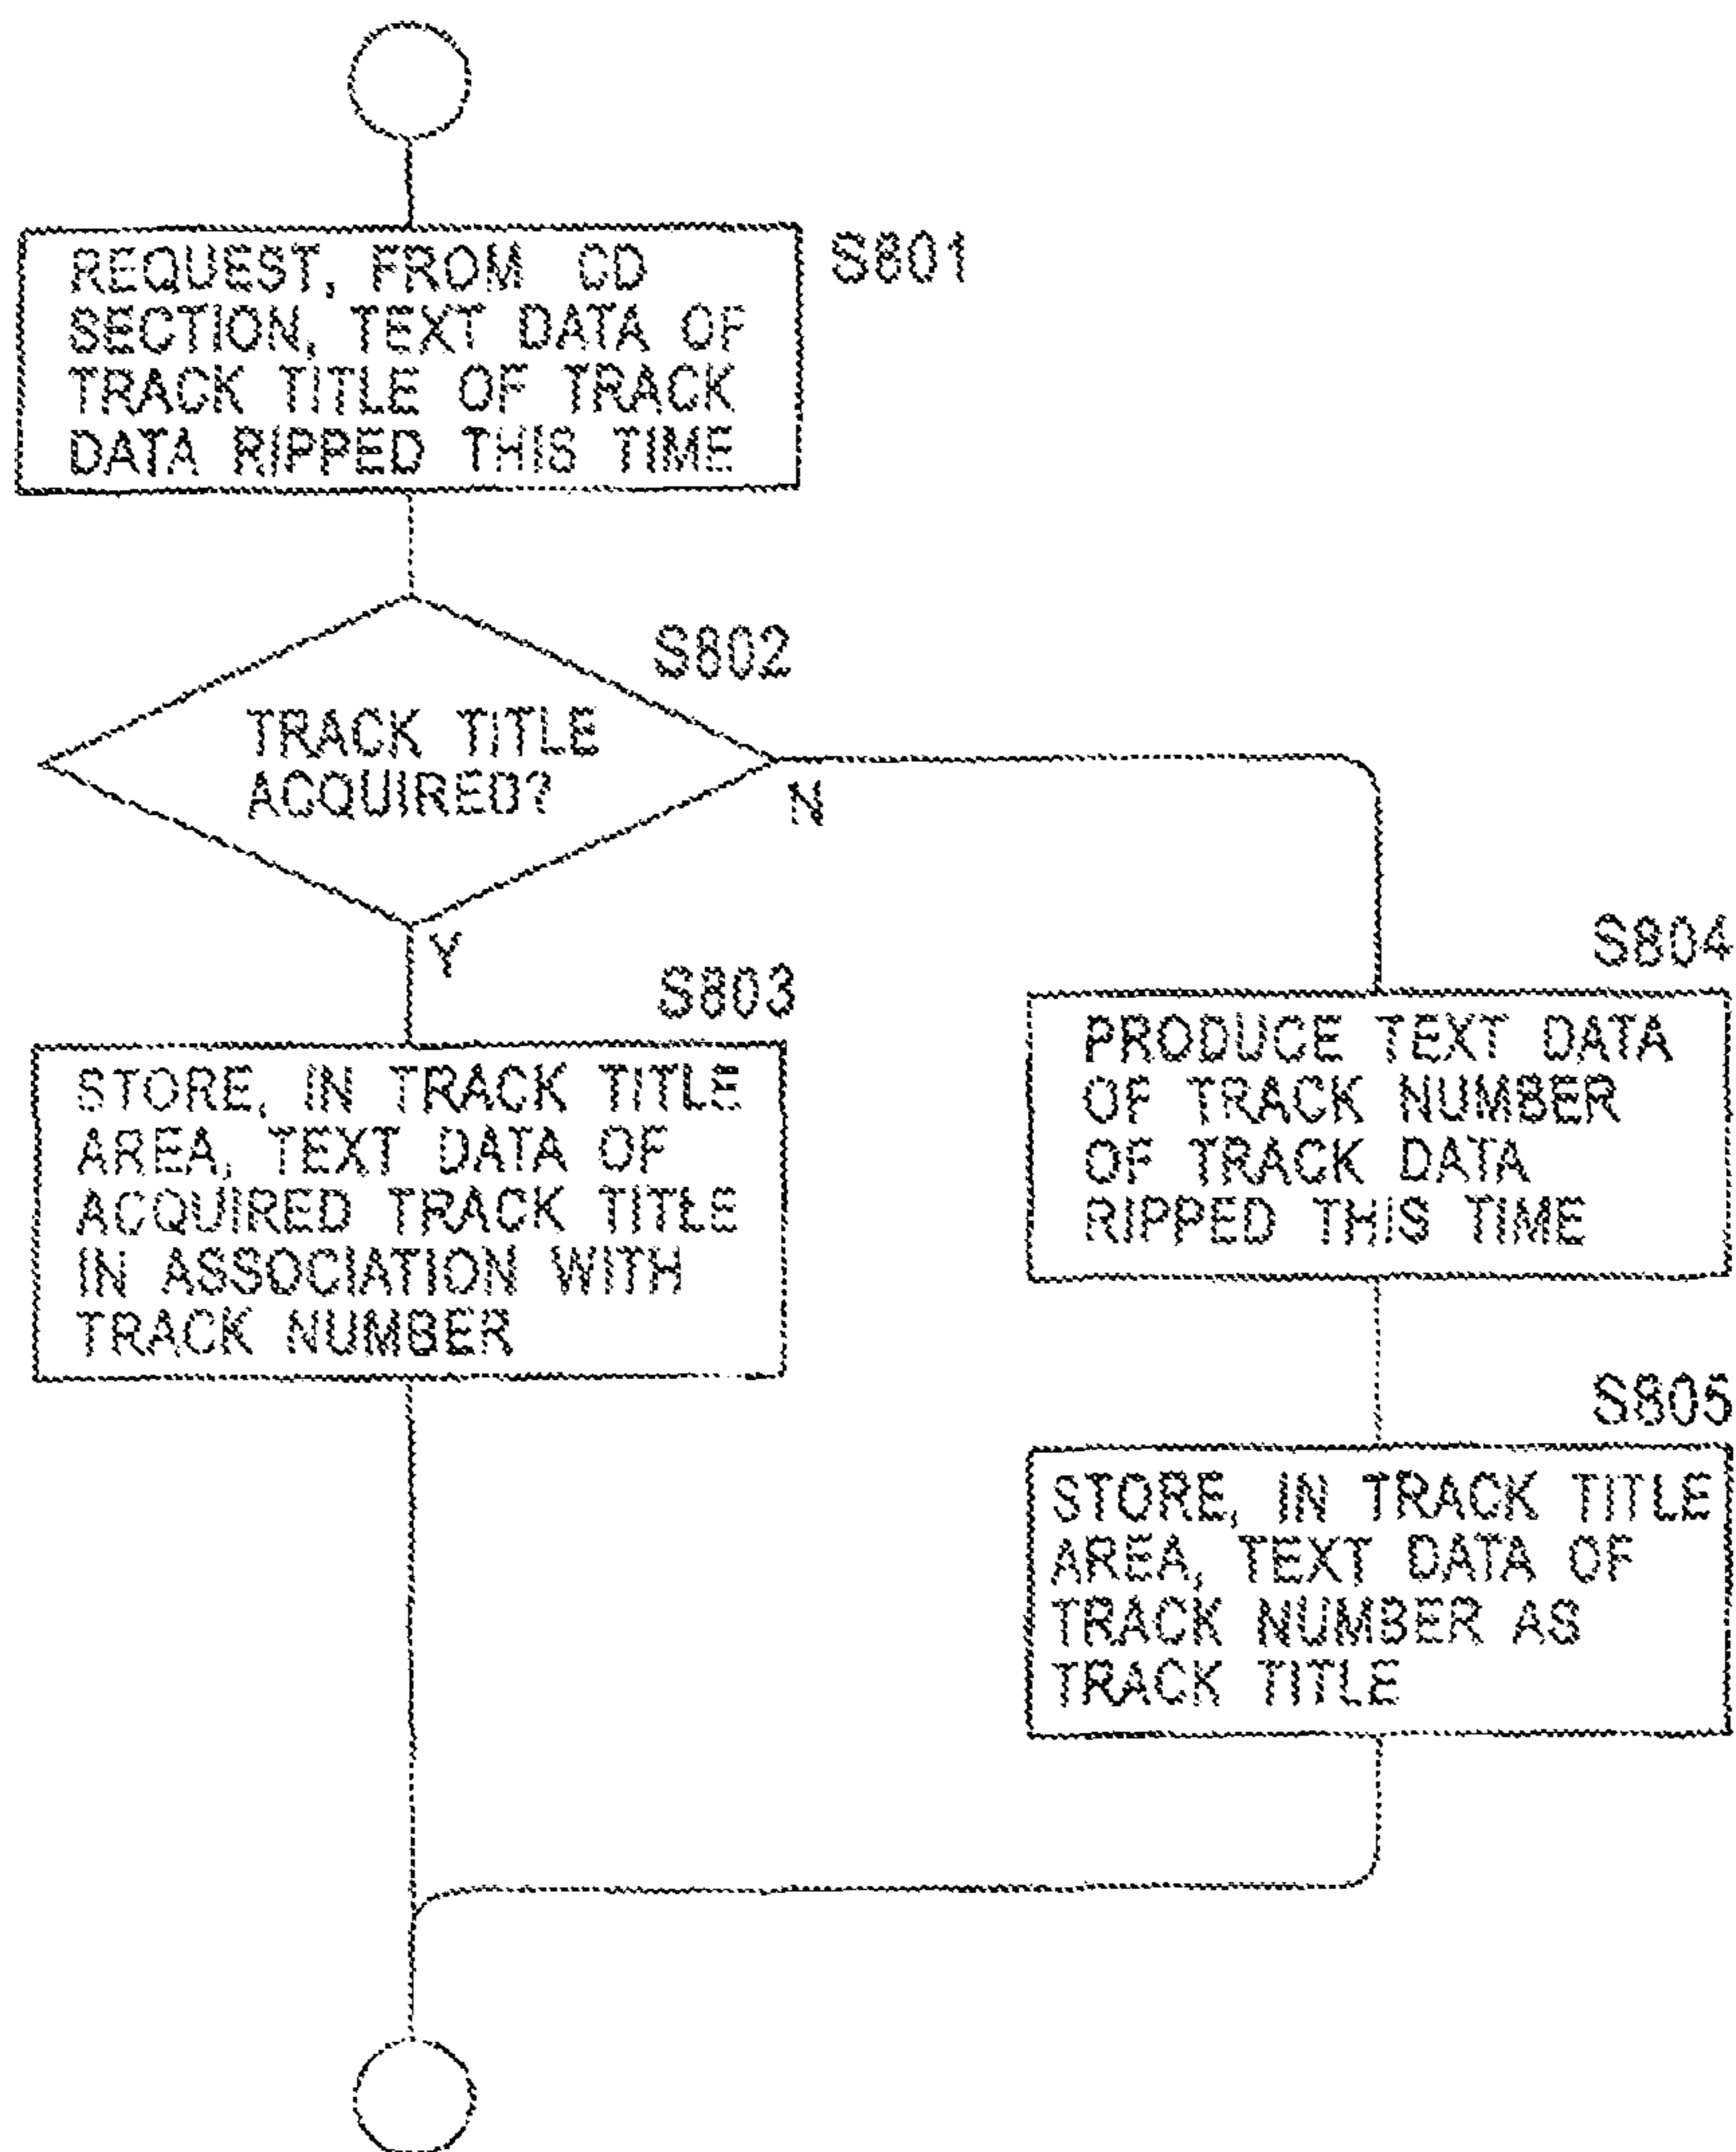 REQUEST, FROM CD
SECTION, TEXT DATA OF
TRACK TITLE OF TRACK
DATA RIPPED THIS TIME
S801
S802
TRACK TITLE
ACQUIRED?
N
Y
S803
STORE, IN TRACK TITLE
AREA, TEXT DATA OF
ACQUIRED TRACK TITLE
IN ASSOCIATION WITH
TRACK NUMBER
S804
PRODUCE TEXT DATA
OF TRACK NUMBER
OF TRACK DATA
RIPPED THIS TIME
S805
STORE, IN TRACK TITLE
AREA, TEXT DATA OF
TRACK NUMBER AS
TRACK TITLE